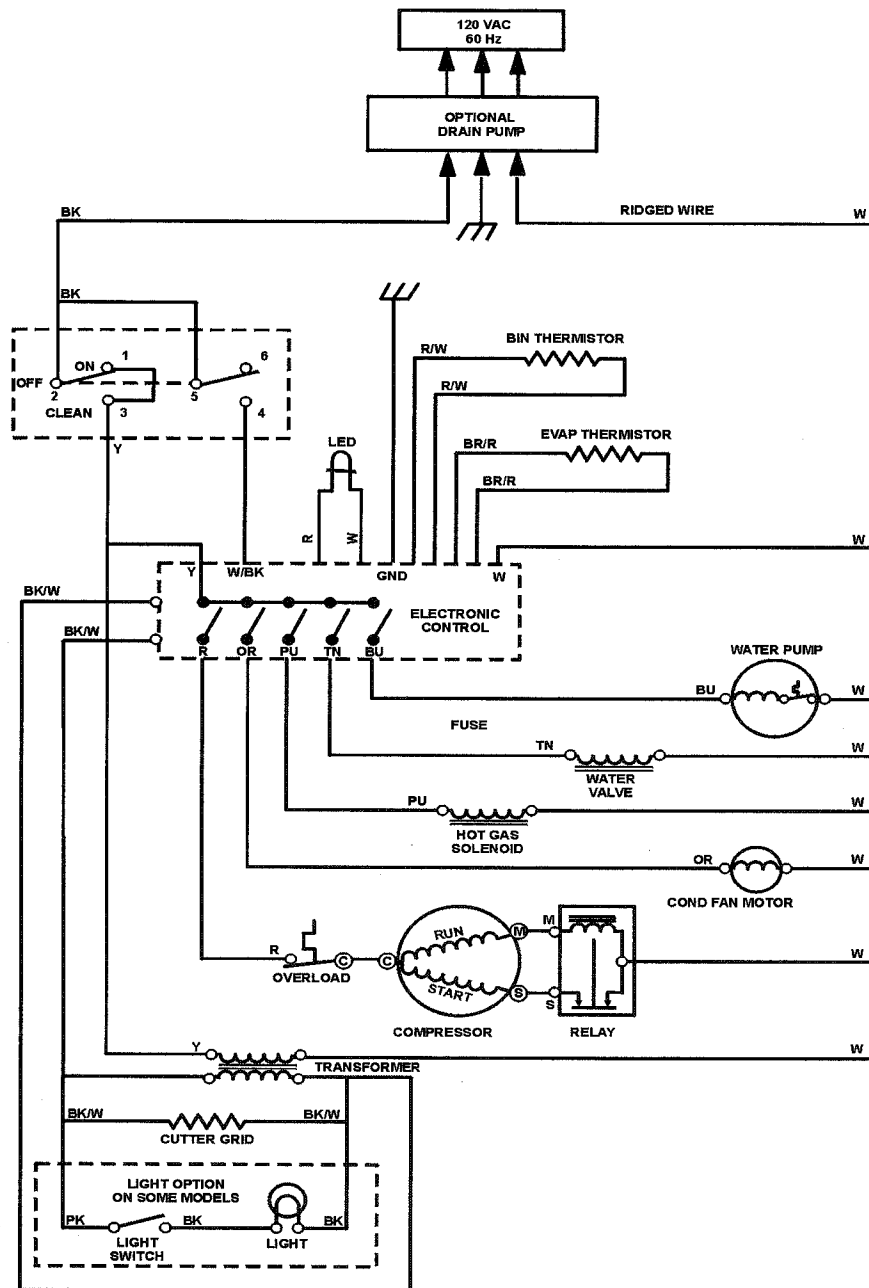 120 VAC
60 Hz
OPTIONAL
DRAIN PUMP
BK
RIDGED WIRE
W
BK
BIN THERMISTOR
R/W
R/W
1
6
ON
OFF
2
5
CLEAN
3
4
EVAP THERMISTOR
BR/R
BR/R
LED
Y
R
W
W
Y
W/BK
GND
W
BK/W
ELECTRONIC
CONTROL
BK/W
R
OR
PU
TN
BU
WATER PUMP
BU
W
FUSE
TN
W
WATER
VALVE
PU
W
HOT GAS
SOLENOID
OR
W
COND FAN MOTOR
RUN
M
M
R
C
C
W
OVERLOAD
START
S
S
COMPRESSOR
RELAY
Y
W
TRANSFORMER
BK/W
BK/W
CUTTER GRID
LIGHT OPTION
ON SOME MODELS
PK
BK
BK
LIGHT
SWITCH
LIGHT